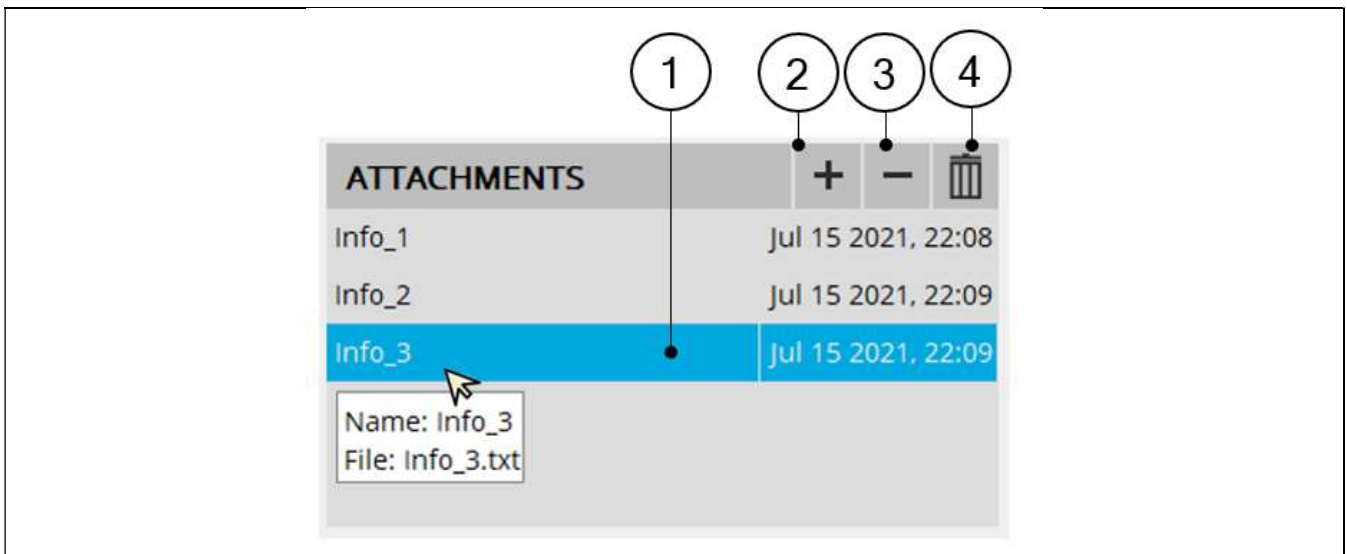 1 2 3 4
ATTACHMENTS + −
Info_1 Jul 15 2021, 22:08
Info_2 Jul 15 2021, 22:09
Info_3 Jul 15 2021, 22:09
Name: Info_3
File: Info_3.txt